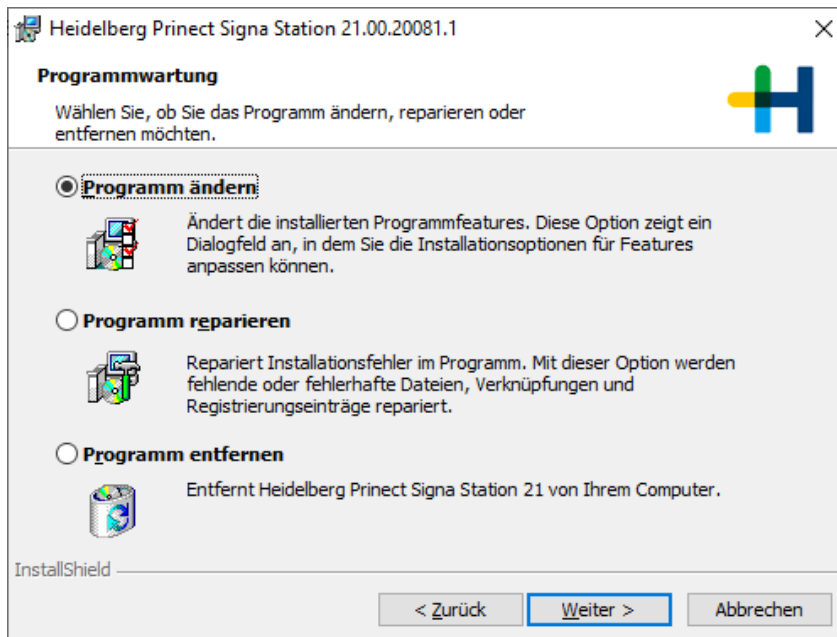 Heidelberg Prinect Signa Station 21.00.20081.1
Programmwartung
Wählen Sie, ob Sie das Programm ändern, reparieren oder
entfernen möchten.
Programm ändern
Ändert die installierten Programmfeatures. Diese Option zeigt ein
Dialogfeld an, in dem Sie die Installationsoptionen für Features
anpassen können.
Programm reparieren
Repariert Installationsfehler im Programm. Mit dieser Option werden
fehlende oder fehlerhafte Dateien, Verknüpfungen und
Registrierungseinträge repariert.
Programm entfernen
Entfernt Heidelberg Prinect Signa Station 21 von Ihrem Computer.
InstallShield
< Zurück Weiter > Abbrechen